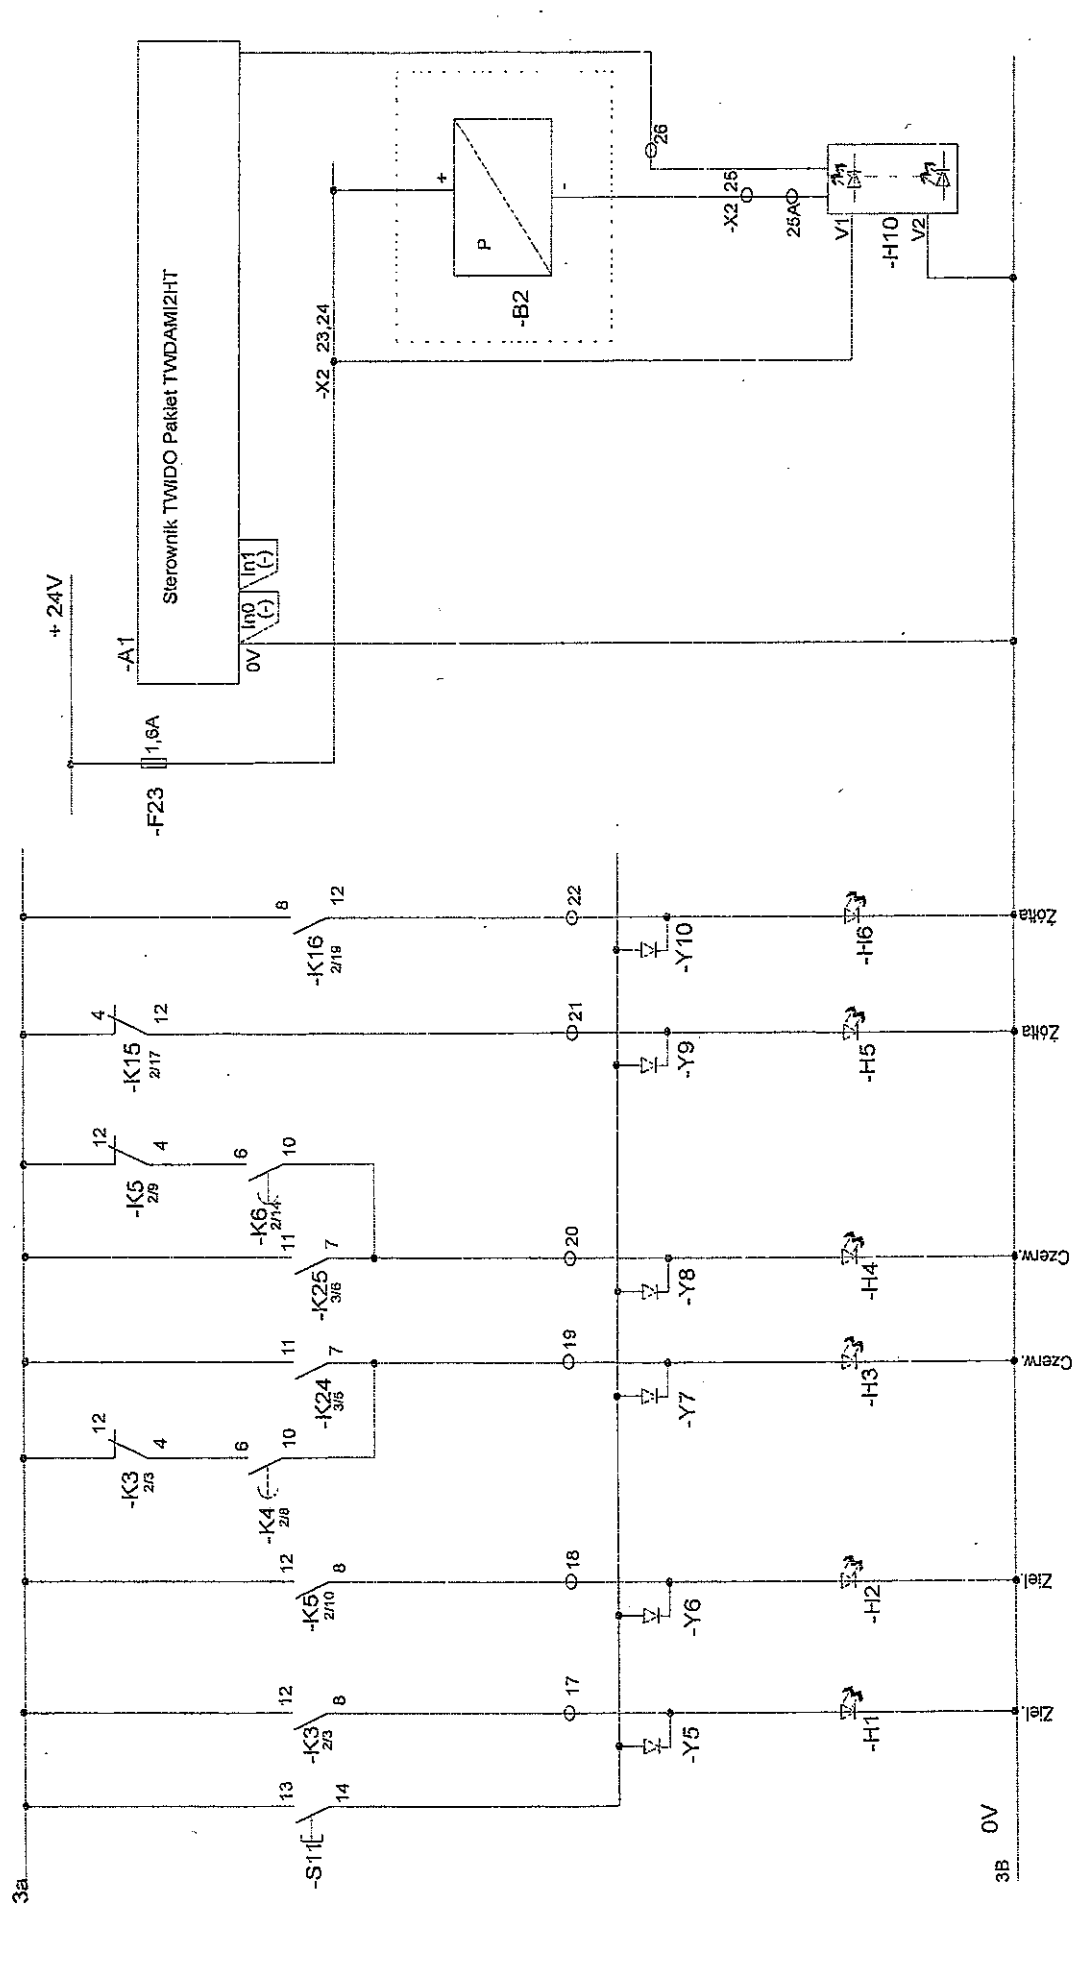 3a
-S11
13
14
-K3
2/3
12
8
17
-Y5
-H1
Ziel.
-K5
2/10
12
8
18
-Y6
-H2
Ziel.
-K3
2/3
12
4
-K4
2/8
6
10
-K24
3/5
11
7
19
-Y7
-H3
Czerw.
-K25
3/6
11
7
20
-Y8
-H4
Czerw.
-K5
2/9
12
4
-K6
2/14
6
10
-K15
2/17
4
12
21
-Y9
-H5
Żółta
-K16
2/19
8
12
22
-Y10
-H6
Żółta
3B
0V
+ 24V
-F23
1,6A
-A1
Sterownik TWIDO Pakiet TWDAMI2HT
0V
In0
(-)
In1
(-)
-X2 23,24
-B2
P
+
-
-X2 25
25A
26
V1
-H10
V2